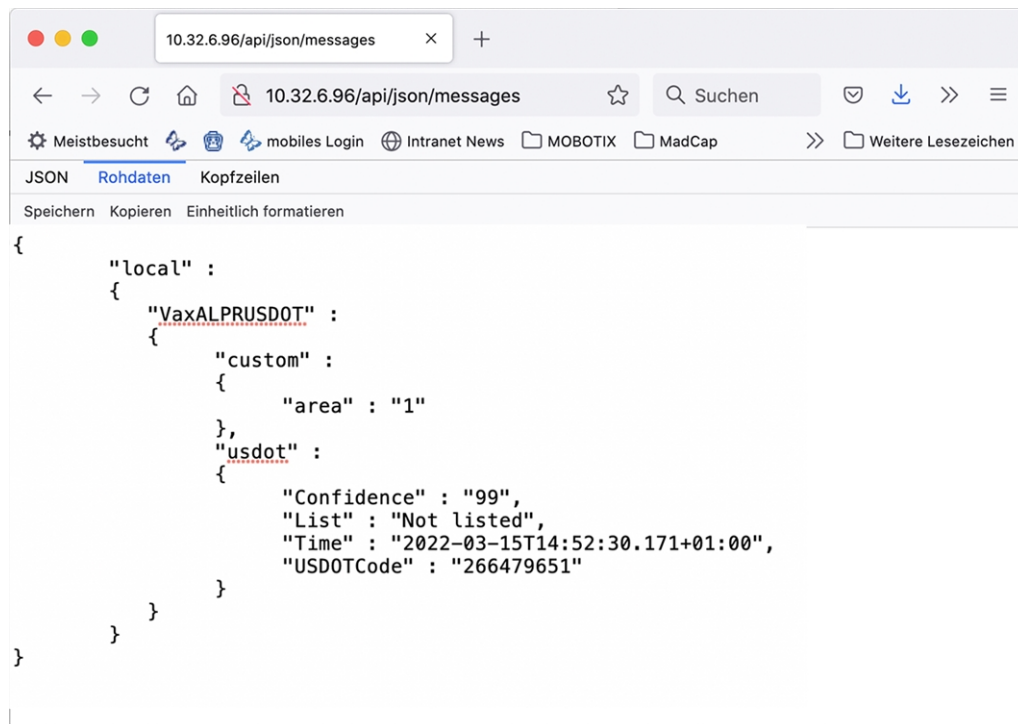 10.32.6.96/api/json/messages
10.32.6.96/api/json/messages Suchen
Meistbesucht mobiles Login Intranet News MOBOTIX MadCap Weitere Lesezeichen
JSON Rohdaten Kopfzeilen
Speichern Kopieren Einheitlich formatieren
{
"local" :
{
"VaxALPRUSDOT" :
{
"custom" :
{
"area" : "1"
},
"usdot" :
{
"Confidence" : "99",
"List" : "Not listed",
"Time" : "2022-03-15T14:52:30.171+01:00",
"USDOTCode" : "266479651"
}
}
}
}